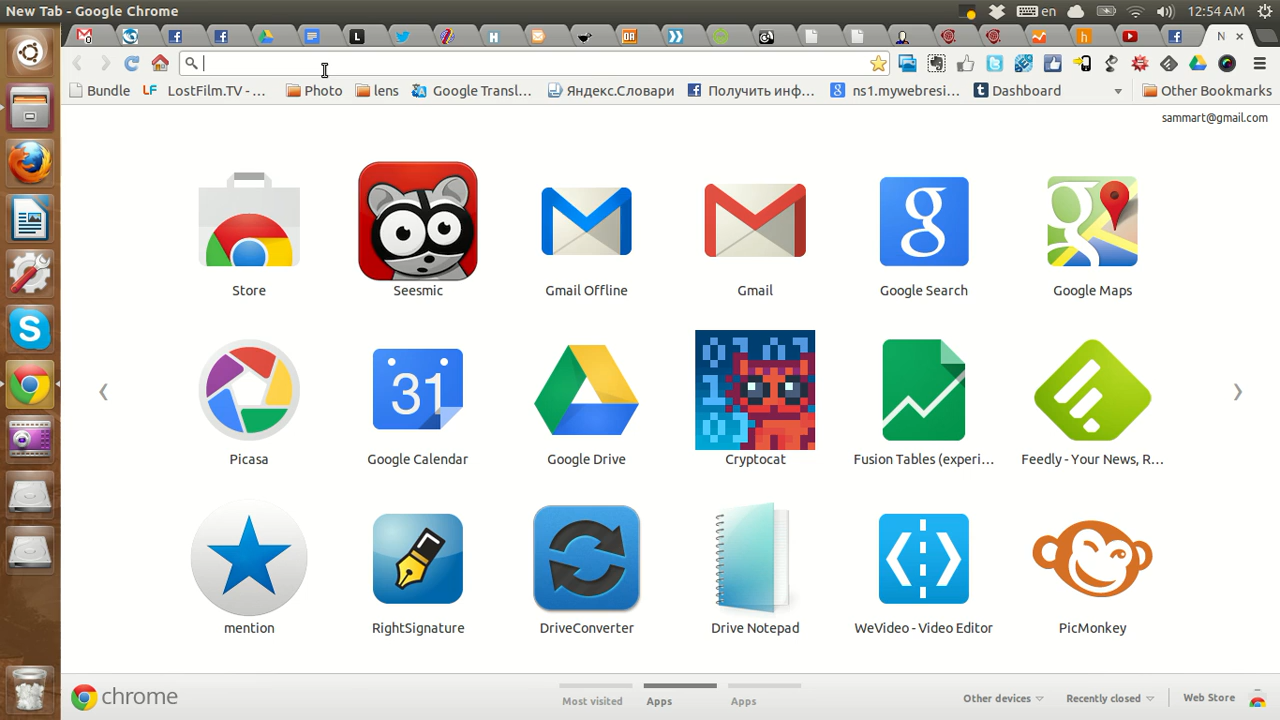 New Tab - Google Chrome
en
12:54 AM
L
H
OR
h
N
Bundle
LF LostFilm.TV - ...
Photo
lens
Google Transl...
Яндекс.Словари
Получить инф...
ns1.mywebresi...
Dashboard
Other Bookmarks
sammart@gmail.com
Store
Seesmic
Gmail Offline
Gmail
Google Search
Google Maps
31
Picasa
Google Calendar
Google Drive
Cryptocat
Fusion Tables (experi...
Feedly - Your News, R...
mention
RightSignature
DriveConverter
Drive Notepad
WeVideo - Video Editor
PicMonkey
chrome
Most visited
Apps
Apps
Other devices
Recently closed
Web Store